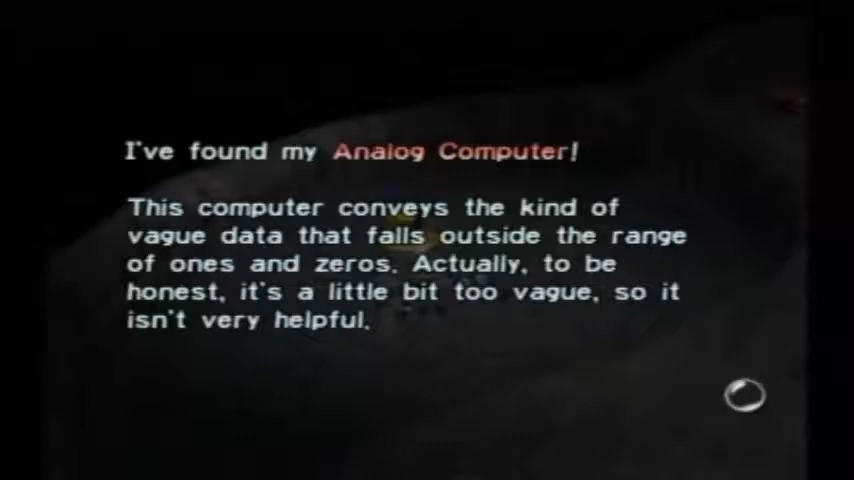 I've found my Analog Computer!
This computer conveys the kind of
vague data that falls outside the range
of ones and zeros. Actually, to be
honest, it's a little bit too vague, so it
isn't very helpful.